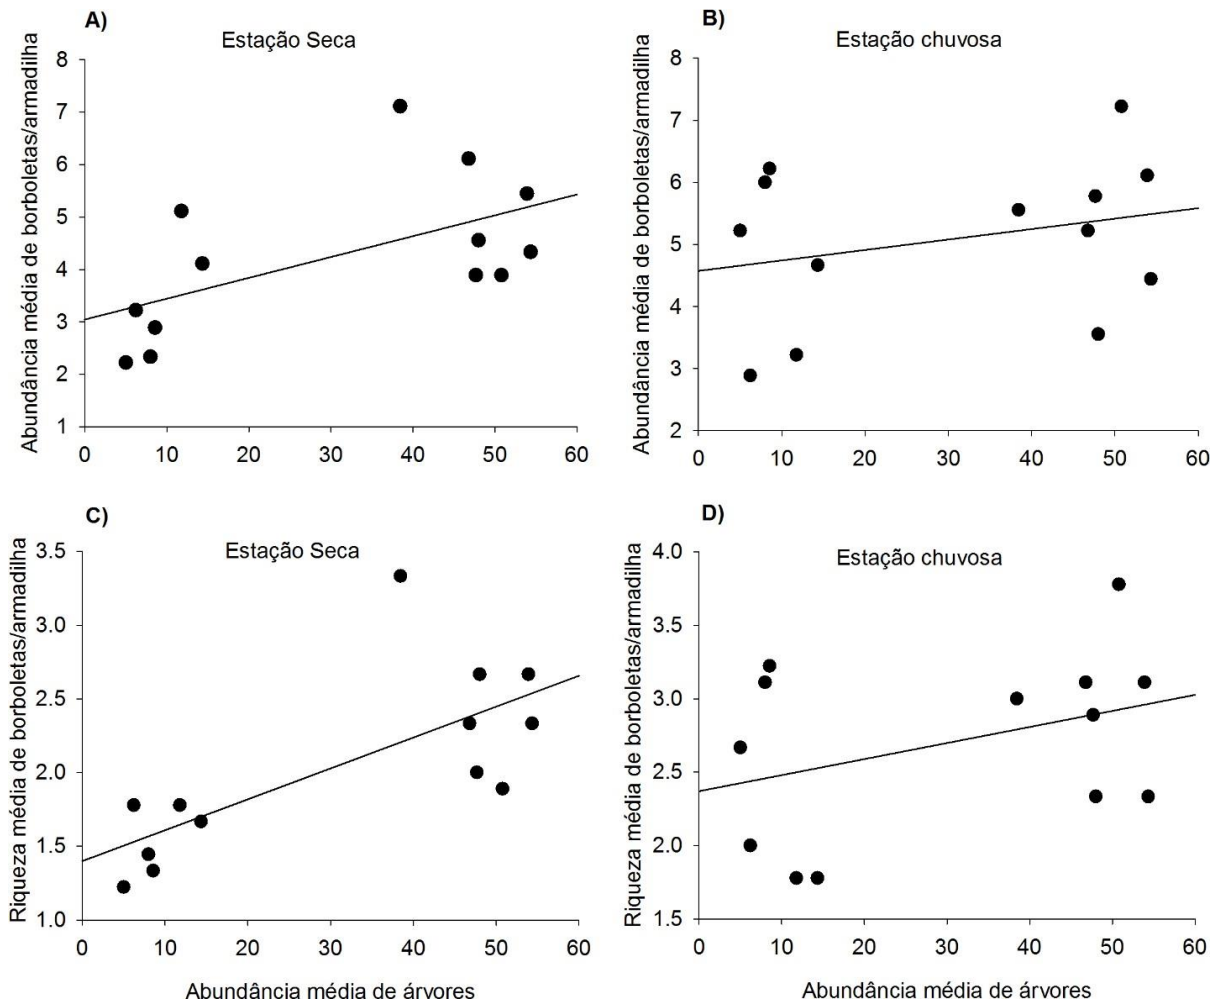 A)
Estação Seca
Abundância média de borboletas/armadilha
8
7
6
5
4
3
2
1
0 10 20 30 40 50 60
B)
Estação chuvosa
Abundância média de borboletas/armadilha
8
7
6
5
4
3
2
0 10 20 30 40 50 60
C)
Estação Seca
Riqueza média de borboletas/armadilha
3.5
3.0
2.5
2.0
1.5
1.0
0 10 20 30 40 50 60
Abundância média de árvores
D)
Estação chuvosa
Riqueza média de borboletas/armadilha
4.0
3.5
3.0
2.5
2.0
1.5
0 10 20 30 40 50 60
Abundância média de árvores